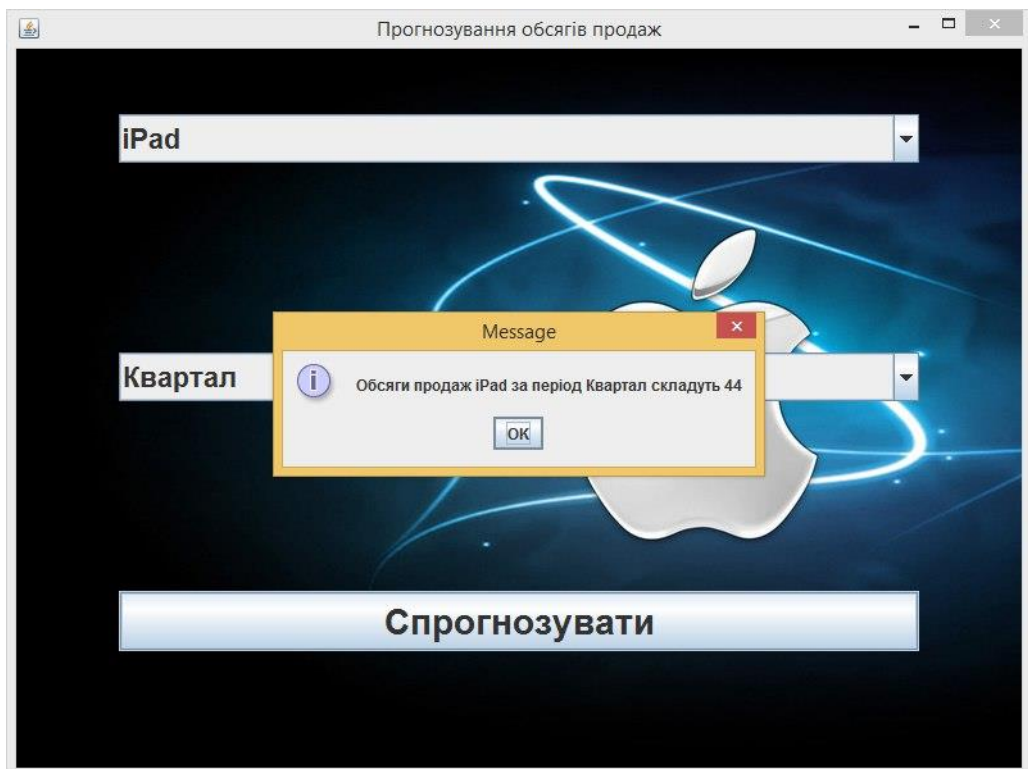 Прогнозування обсягів продаж
iPad
Message
Квартал
Обсяги продаж iPad за період Квартал складуть 44
OK
Спрогнозувати